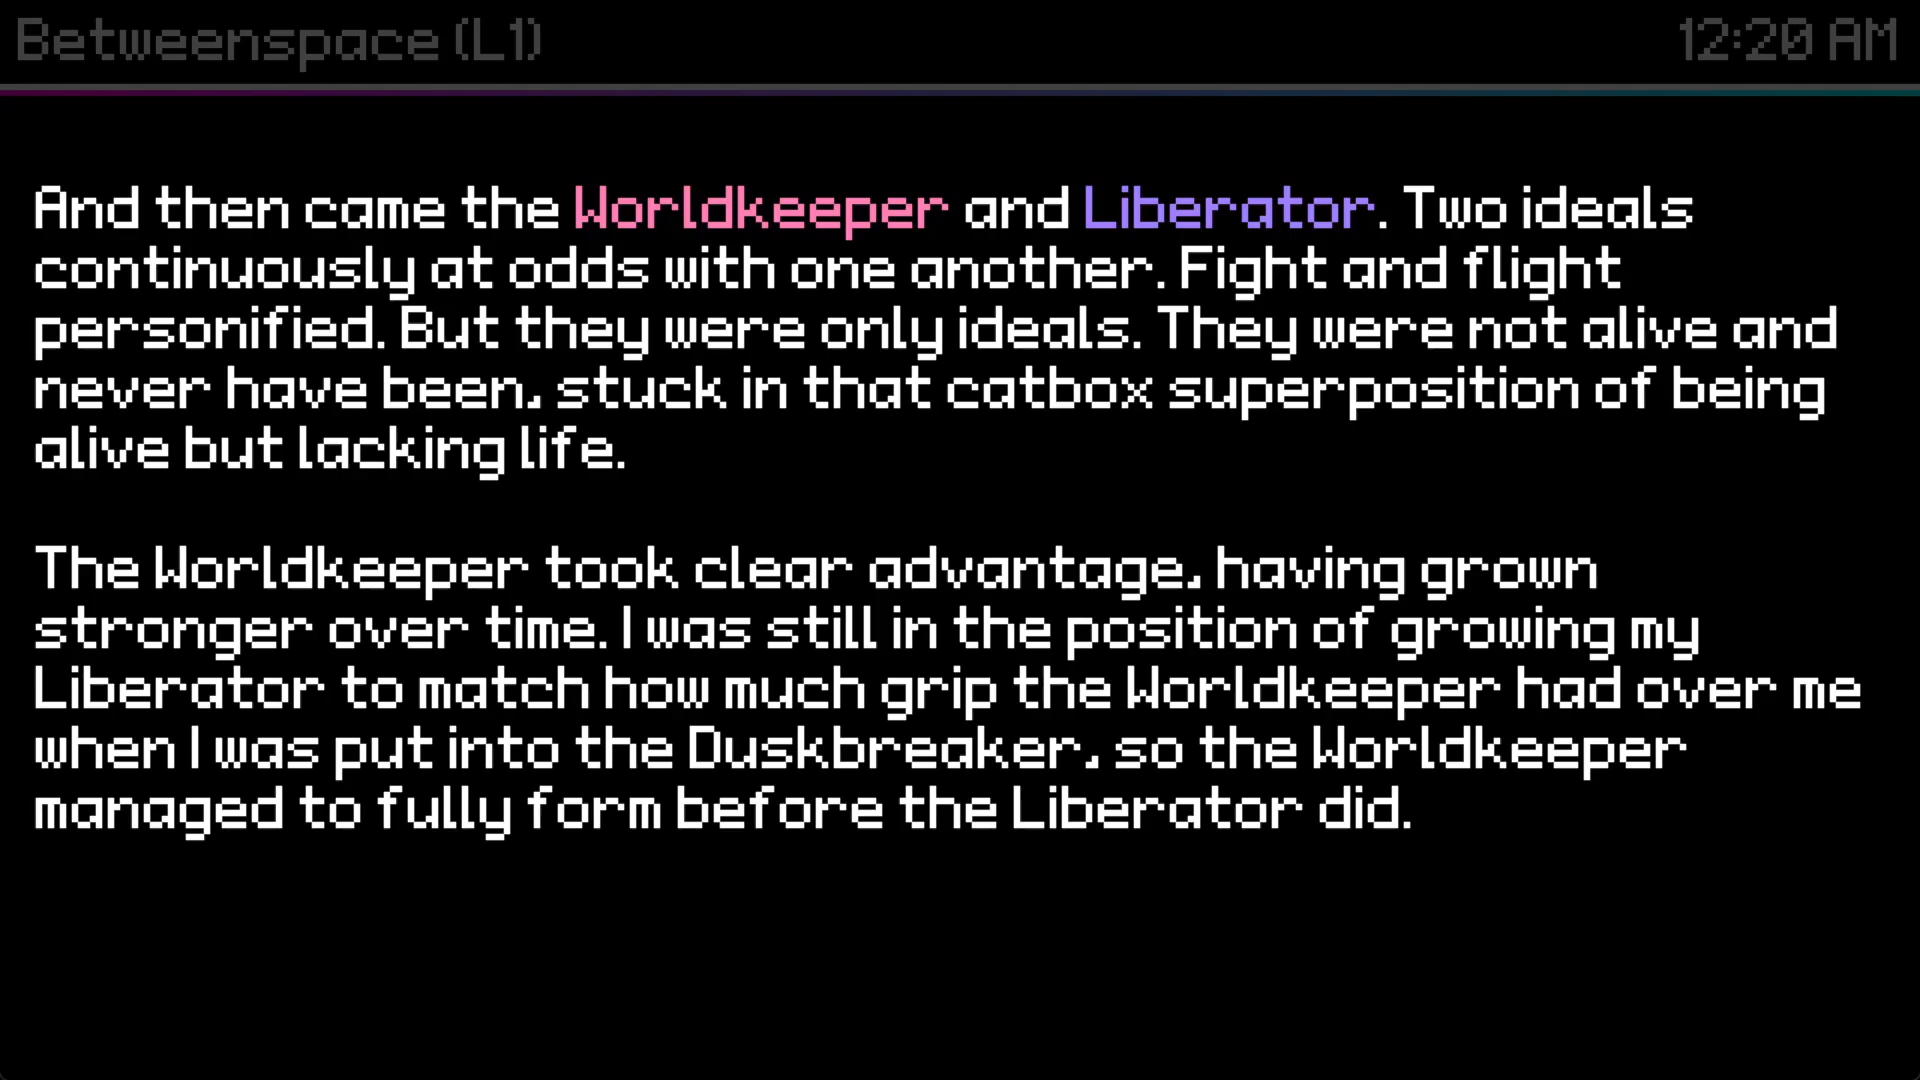 Betweenspace (L1)
12:20 AM
And then came the Worldkeeper and Liberator. Two ideals
continuously at odds with one another. Fight and flight
personified. But they were only ideals. They were not alive and
never have been, stuck in that catbox superposition of being
alive but lacking life.
The Worldkeeper took clear advantage, having grown
stronger over time. I was still in the position of growing my
Liberator to match how much grip the Worldkeeper had over me
when I was put into the Duskbreaker, so the Worldkeeper
managed to fully form before the Liberator did.